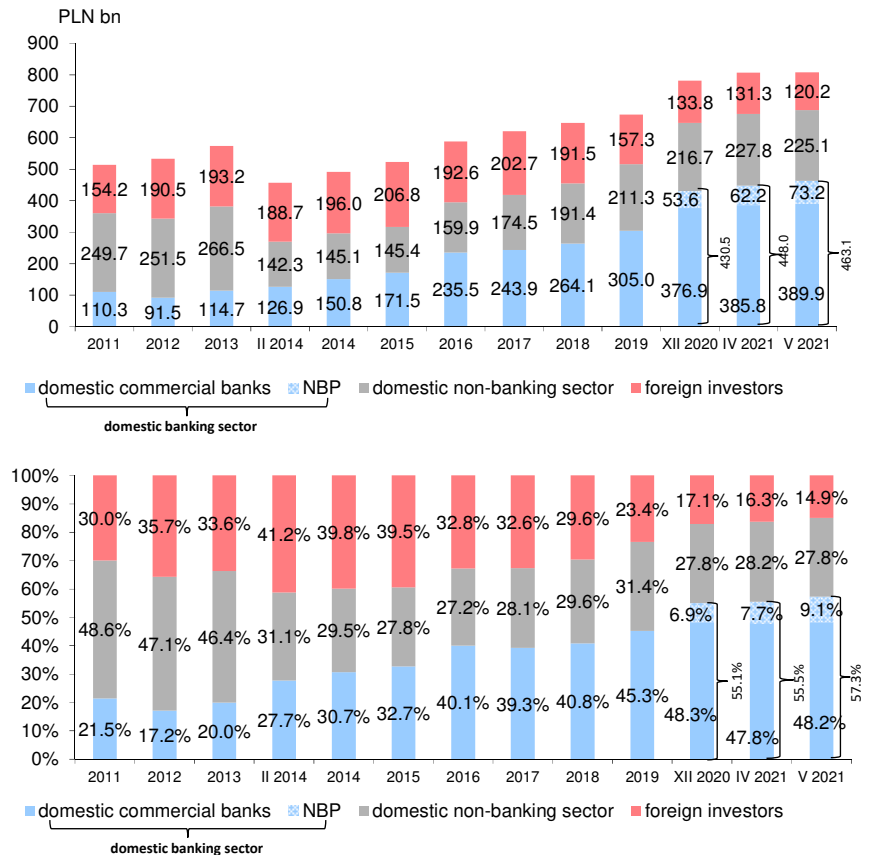 PLN bn
900
800
700
600
500
400
300
200
100
0
154.2 190.5 193.2 188.7 196.0 206.8 192.6 202.7 191.5 157.3 133.8 131.3 120.2
249.7 251.5 266.5 142.3 145.1 145.4 159.9 174.5 191.4 211.3 216.7 227.8 225.1
53.6 62.2 73.2
110.3 91.5 114.7 126.9 150.8 171.5 235.5 243.9 264.1 305.0 376.9 385.8 389.9
430.5 448.0 463.1
2011 2012 2013 II 2014 2014 2015 2016 2017 2018 2019 XII 2020 IV 2021 V 2021
domestic commercial banks NBP domestic non-banking sector foreign investors
domestic banking sector
100%
90%
80%
70%
60%
50%
40%
30%
20%
10%
0%
30.0% 35.7% 33.6% 41.2% 39.8% 39.5% 32.8% 32.6% 29.6% 23.4% 17.1% 16.3% 14.9%
48.6% 47.1% 46.4% 31.1% 29.5% 27.8% 27.2% 28.1% 29.6% 31.4% 27.8% 28.2% 27.8%
6.9% 7.7% 9.1%
21.5% 17.2% 20.0% 27.7% 30.7% 32.7% 40.1% 39.3% 40.8% 45.3% 48.3% 47.8% 48.2%
55.1% 55.5% 57.3%
2011 2012 2013 II 2014 2014 2015 2016 2017 2018 2019 XII 2020 IV 2021 V 2021
domestic commercial banks NBP domestic non-banking sector foreign investors
domestic banking sector